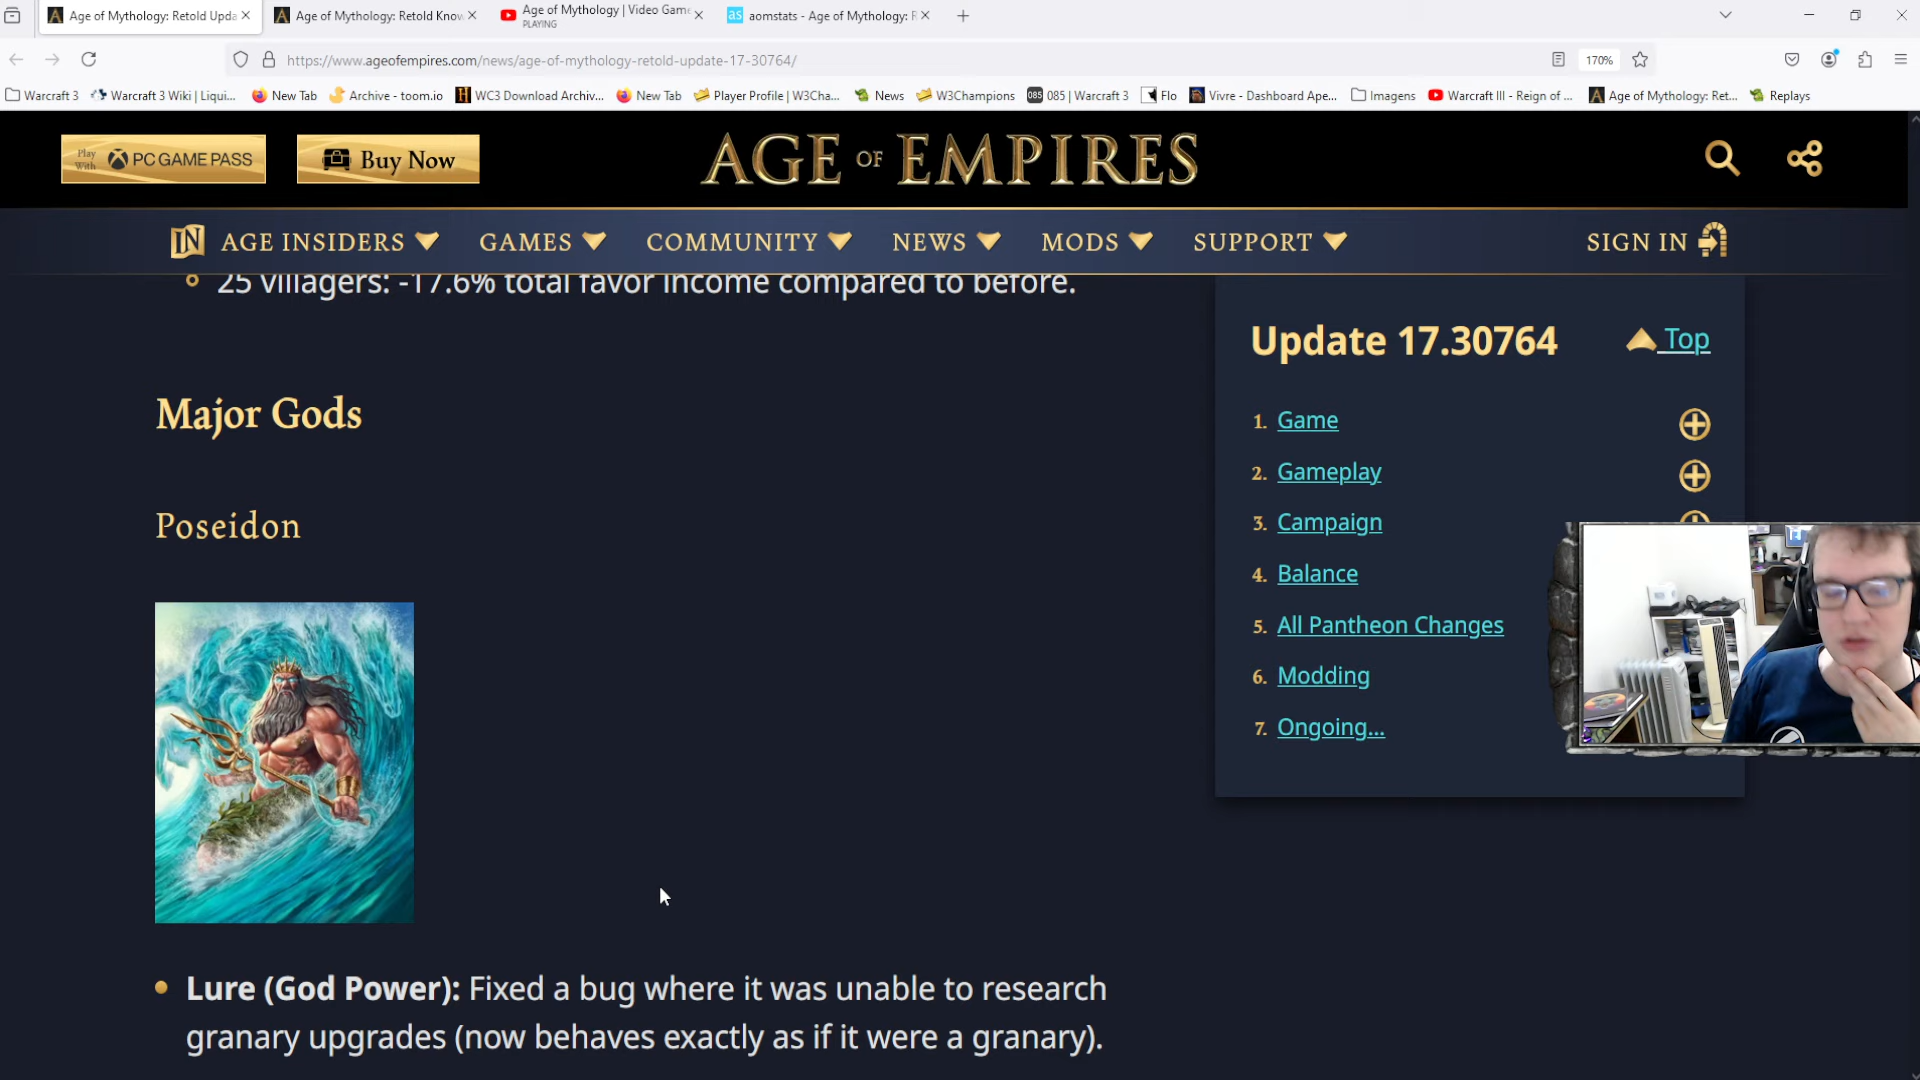 Age of Mythology: Retold Upda
Age of Mythology: Retold Know
Age of Mythology | Video Game
PLAYING
as aomstats - Age of Mythology: R
https://www.ageofempires.com/news/age-of-mythology-retold-update-17-30764/
170%
Warcraft 3
Warcraft 3 Wiki | Liqui...
New Tab
Archive - toom.io
WC3 Download Archiv...
New Tab
Player Profile | W3Cha...
News
W3Champions
085 085 | Warcraft 3
Flo
Vivre - Dashboard Ape...
Imagens
Warcraft III - Reign of ...
Age of Mythology: Ret...
Replays
Play With PC GAME PASS
Buy Now
AGE OF EMPIRES
IN AGE INSIDERS
GAMES
COMMUNITY
NEWS
MODS
SUPPORT
SIGN IN
25 villagers: -17.6% total favor income compared to before.
Major Gods
Poseidon
Lure (God Power): Fixed a bug where it was unable to research
granary upgrades (now behaves exactly as if it were a granary).
Update 17.30764
Top
1. Game
2. Gameplay
3. Campaign
4. Balance
5. All Pantheon Changes
6. Modding
7. Ongoing...